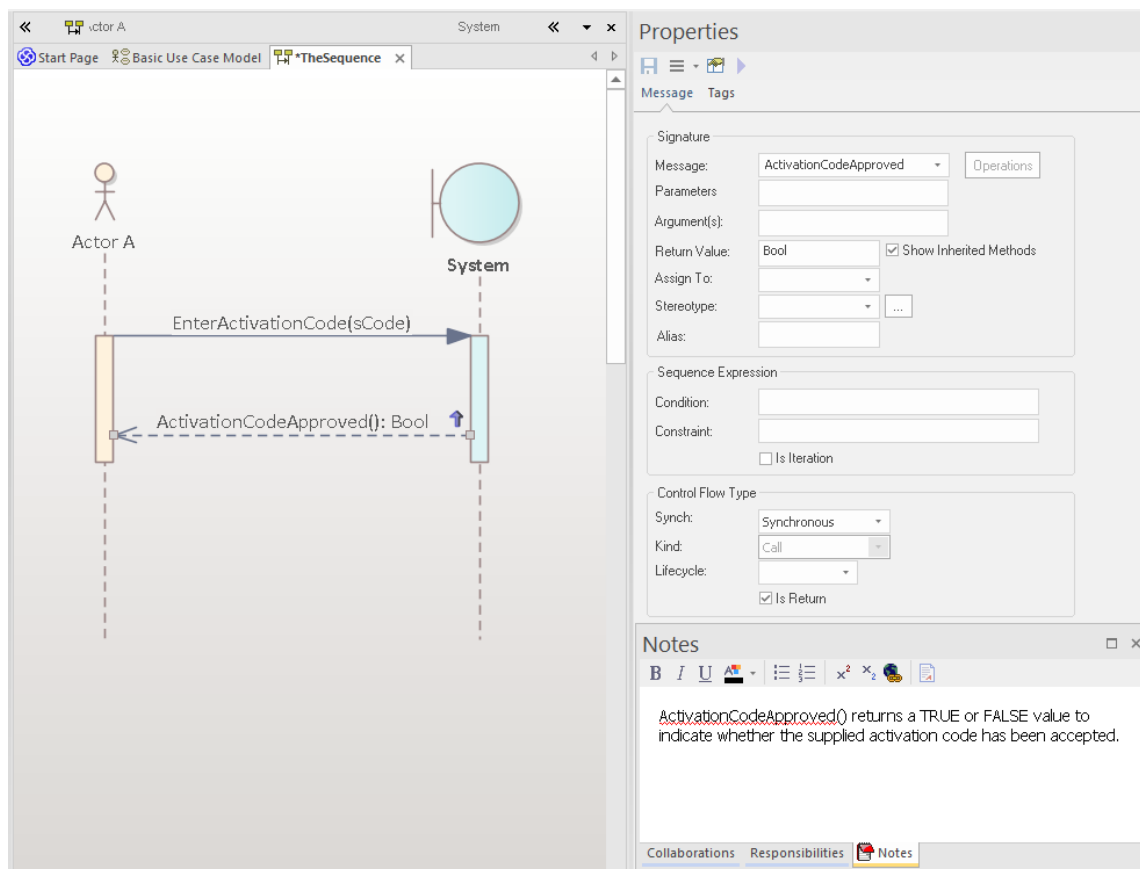 ctor A
System
Start Page
Basic Use Case Model
*TheSequence
Actor A
System
EnterActivationCode(sCode)
ActivationCodeApproved(): Bool
Properties
Message Tags
Signature
Message: ActivationCodeApproved Operations
Parameters
Argument(s):
Return Value: Bool Show Inherited Methods
Assign To:
Stereotype: ...
Alias:
Sequence Expression
Condition:
Constraint:
Is Iteration
Control Flow Type
Synch: Synchronous
Kind: Call
Lifecycle:
Is Return
Notes
B I U A x² x₂
ActivationCodeApproved() returns a TRUE or FALSE value to
indicate whether the supplied activation code has been accepted.
Collaborations Responsibilities Notes